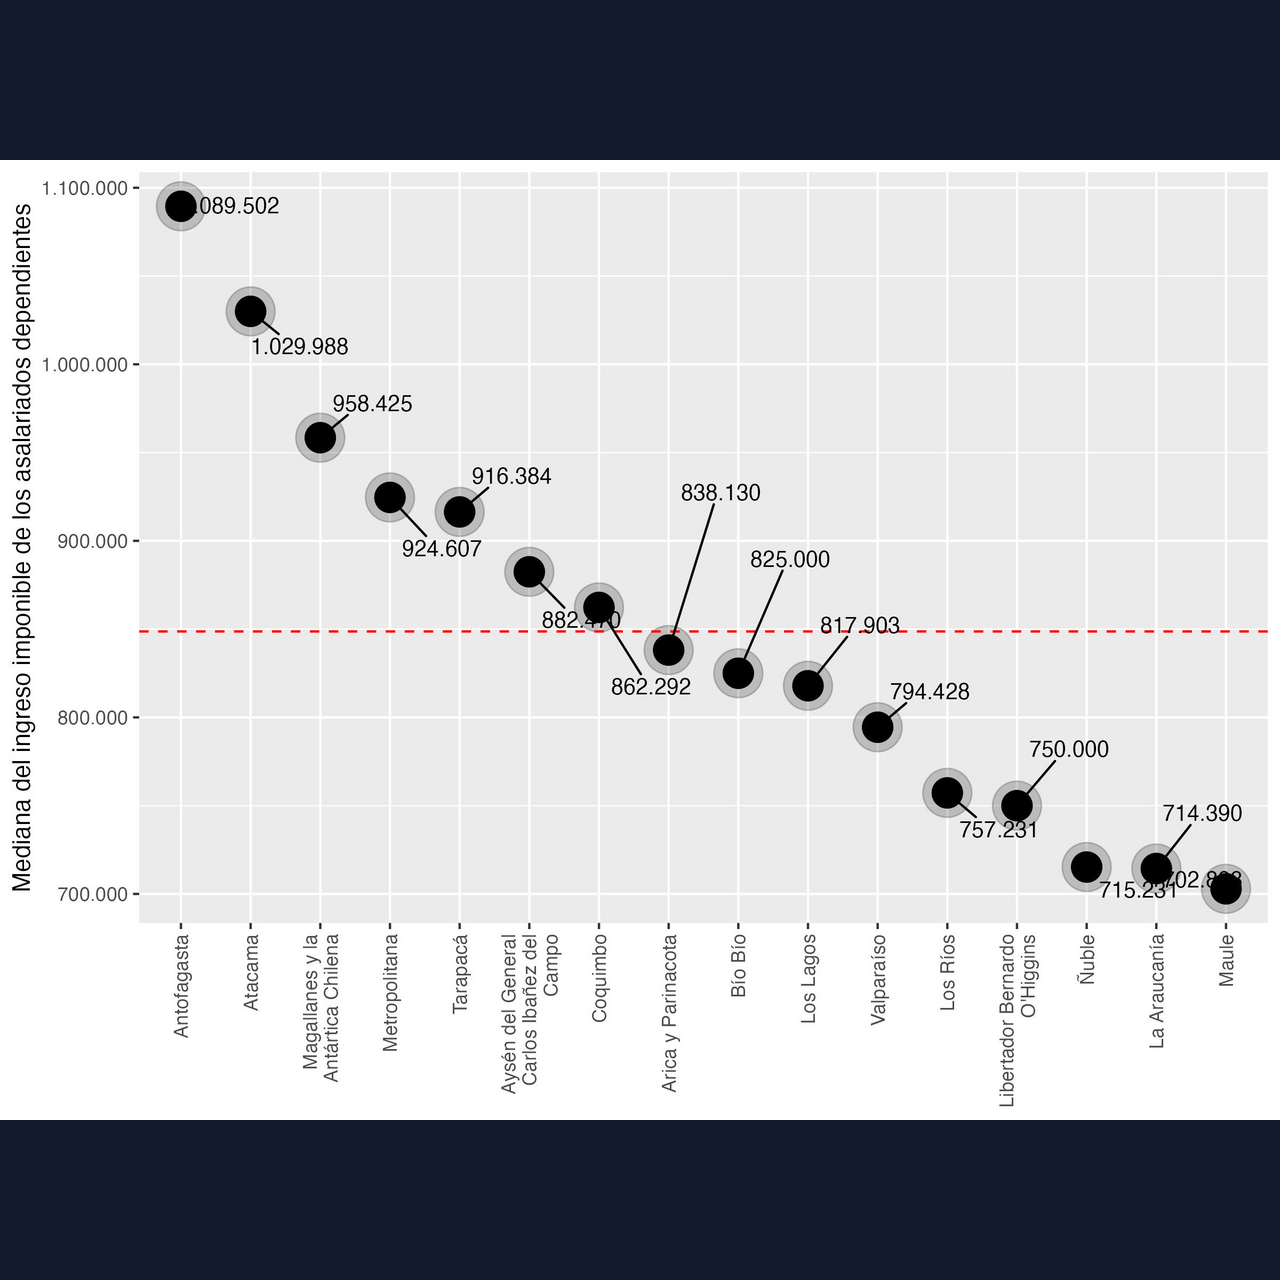 Mediana del ingreso imponible de los asalariados dependientes
1.100.000
1.000.000
900.000
800.000
700.000
.089.502
1.029.988
958.425
924.607
916.384
862.292
838.130
825.000
817.903
794.428
757.231
750.000
715.231
714.390
Antofagasta
Atacama
Magallanes y la
Antártica Chilena
Metropolitana
Tarapacá
Aysén del General
Carlos Ibañez del
Campo
Coquimbo
Arica y Parinacota
Bío Bío
Los Lagos
Valparaíso
Los Ríos
Libertador Bernardo
O'Higgins
Ñuble
La Araucanía
Maule